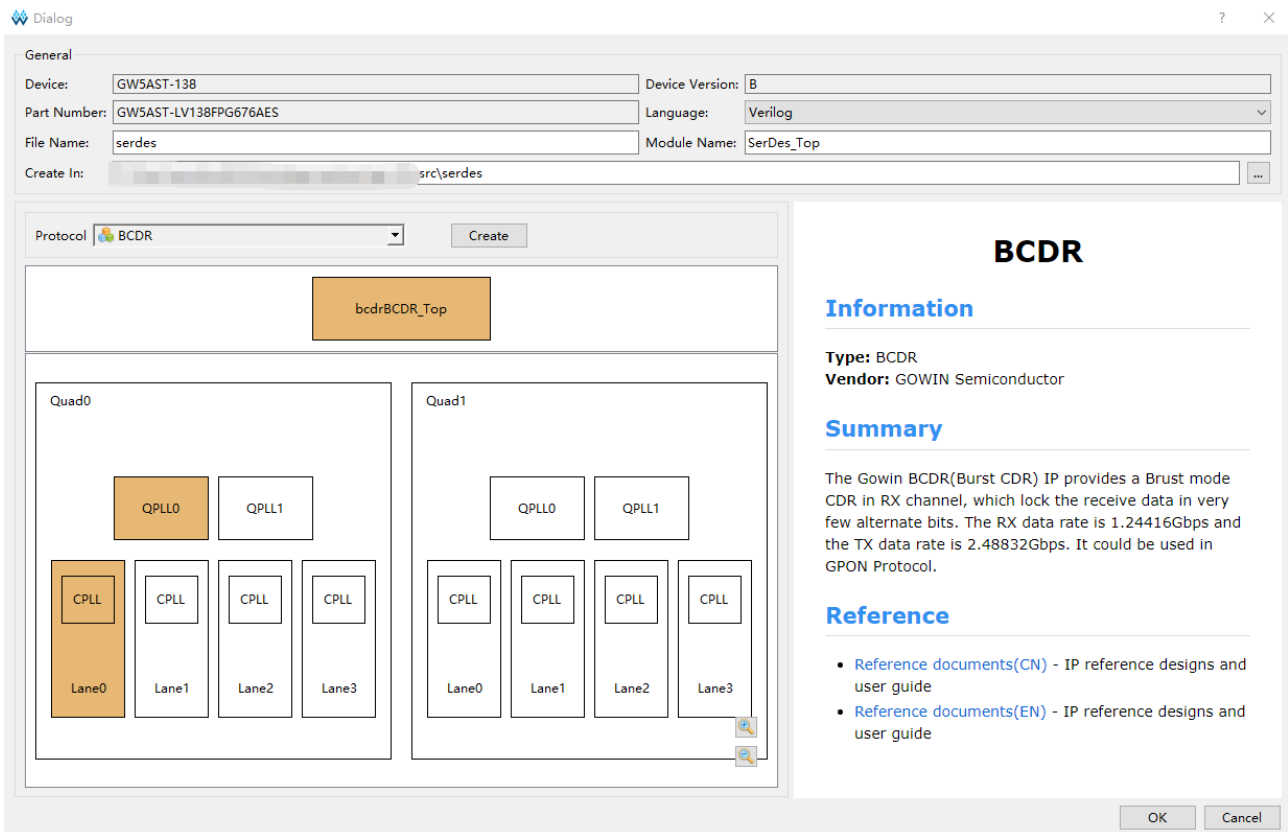 Dialog
General
Device: GW5AST-138 Device Version: B
Part Number: GW5AST-LV138FPG676AES Language: Verilog
File Name: serdes Module Name: SerDes_Top
Create In: src\serdes ...
Protocol BCDR Create
bcdrBCDR_Top
Quad0 Quad1
QPLL0 QPLL1 QPLL0 QPLL1
CPLL CPLL CPLL CPLL CPLL CPLL CPLL CPLL
Lane0 Lane1 Lane2 Lane3 Lane0 Lane1 Lane2 Lane3
BCDR
Information
Type: BCDR
Vendor: GOWIN Semiconductor
Summary
The Gowin BCDR(Burst CDR) IP provides a Brust mode
CDR in RX channel, which lock the receive data in very
few alternate bits. The RX data rate is 1.24416Gbps and
the TX data rate is 2.48832Gbps. It could be used in
GPON Protocol.
Reference
• Reference documents(CN) - IP reference designs and
user guide
• Reference documents(EN) - IP reference designs and
user guide
OK Cancel